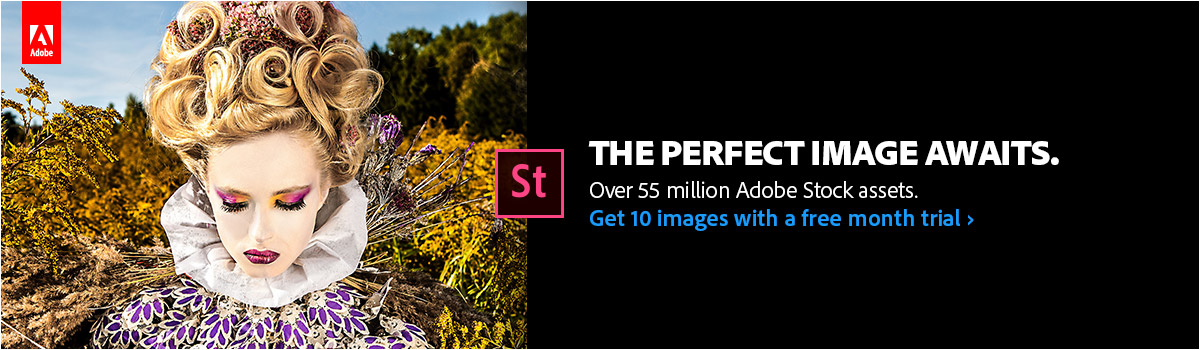 Adobe
St
THE PERFECT IMAGE AWAITS.
Over 55 million Adobe Stock assets.
Get 10 images with a free month trial ›